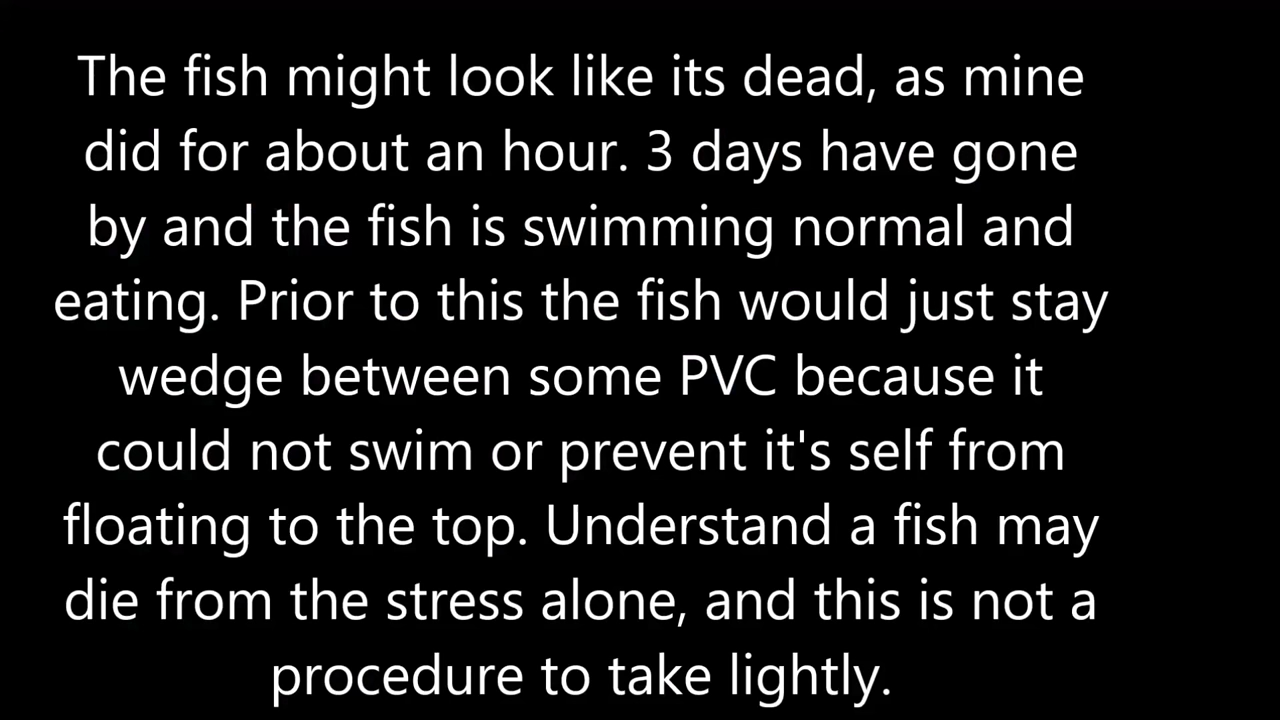 The fish might look like its dead, as mine
did for about an hour. 3 days have gone
by and the fish is swimming normal and
eating. Prior to this the fish would just stay
wedge between some PVC because it
could not swim or prevent it's self from
floating to the top. Understand a fish may
die from the stress alone, and this is not a
procedure to take lightly.